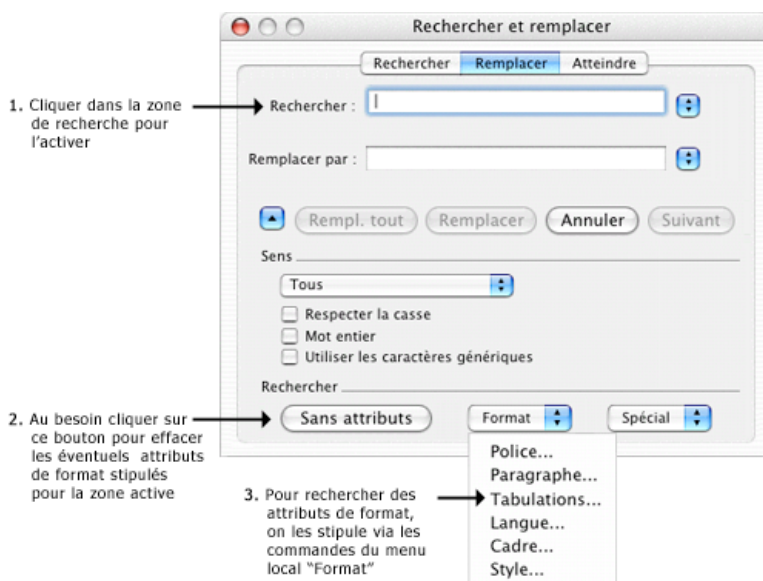 Rechercher et remplacer
Rechercher Remplacer Atteindre
1. Cliquer dans la zone
de recherche pour
l'activer
Rechercher :
Remplacer par :
Rempl. tout Remplacer Annuler Suivant
Sens
Tous
Respecter la casse
Mot entier
Utiliser les caractères génériques
Rechercher
2. Au besoin cliquer sur
ce bouton pour effacer
les éventuels attributs
de format stipulés
pour la zone active
Sans attributs Format Spécial
Police...
Paragraphe...
Tabulations...
Langue...
Cadre...
Style...
3. Pour rechercher des
attributs de format,
on les stipule via les
commandes du menu
local "Format"